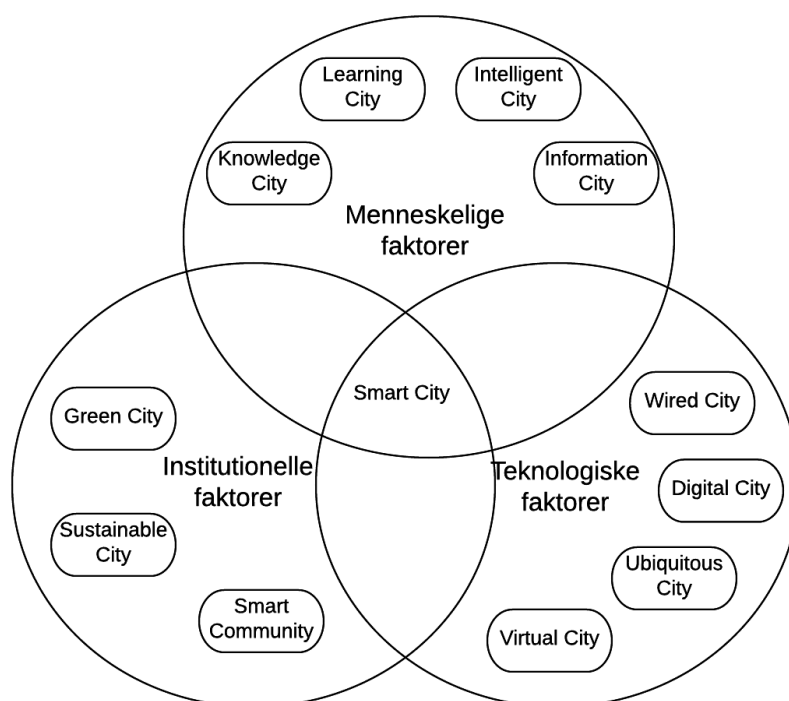 Learning
City
Intelligent
City
Knowledge
City
Information
City
Menneskelige
faktorer
Smart City
Green City
Wired City
Institutionelle
faktorer
Teknologiske
faktorer
Digital City
Sustainable
City
Ubiquitous
City
Smart
Community
Virtual City